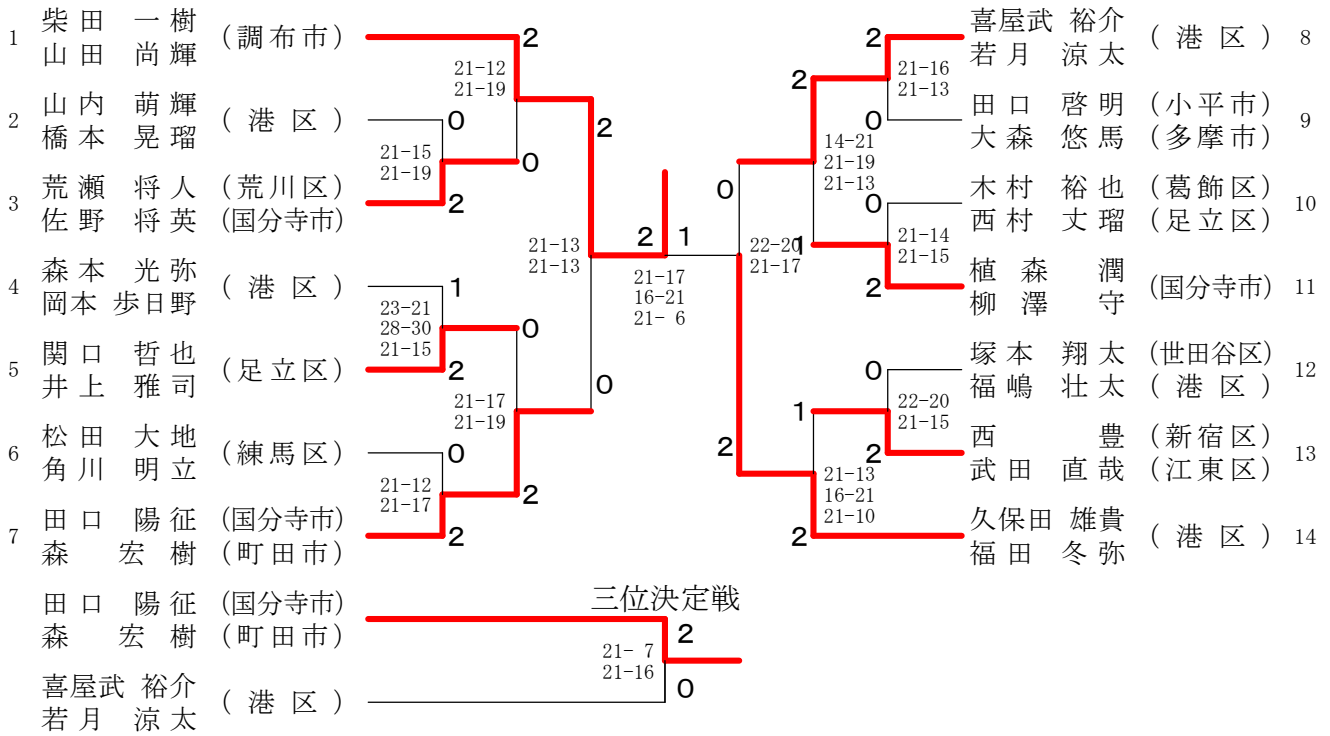 1 柴田 一樹 (調布市)
山田 尚輝
2
21-12
21-19
2 山内 萌輝 (港区)
橋本 晃瑠
0
21-15
21-19
0
3 荒瀬 将人 (荒川区)
佐野 将英 (国分寺市)
2
2
21-13
21-13
4 森本 光弥 (港区)
岡本 歩日野
1
23-21
28-30
21-15
0
5 関口 哲也 (足立区)
井上 雅司
2
21-17
21-19
0
6 松田 大地 (練馬区)
角川 明立
0
21-12
21-17
2
7 田口 陽征 (国分寺市)
森 宏樹 (町田市)
2
2 1
21-17
16-21
21- 6
喜屋武 裕介 (港区) 8
若月 涼太
2
21-16
21-13
2
田口 啓明 (小平市) 9
大森 悠馬 (多摩市)
0
14-21
21-19
21-13
0
木村 裕也 (葛飾区) 10
西村 丈瑠 (足立区)
0
21-14
21-15
1
植森 潤 (国分寺市) 11
柳澤 守
2
22-20
21-17
塚本 翔太 (世田谷区) 12
福嶋 壮太 (港区)
0
22-20
21-15
1
西 豊 (新宿区) 13
武田 直哉 (江東区)
2
2
21-13
16-21
21-10
久保田 雄貴 (港区) 14
福田 冬弥
2
三位決定戦
田口 陽征 (国分寺市)
森 宏樹 (町田市)
2
21- 7
21-16
喜屋武 裕介 (港区)
若月 涼太
0